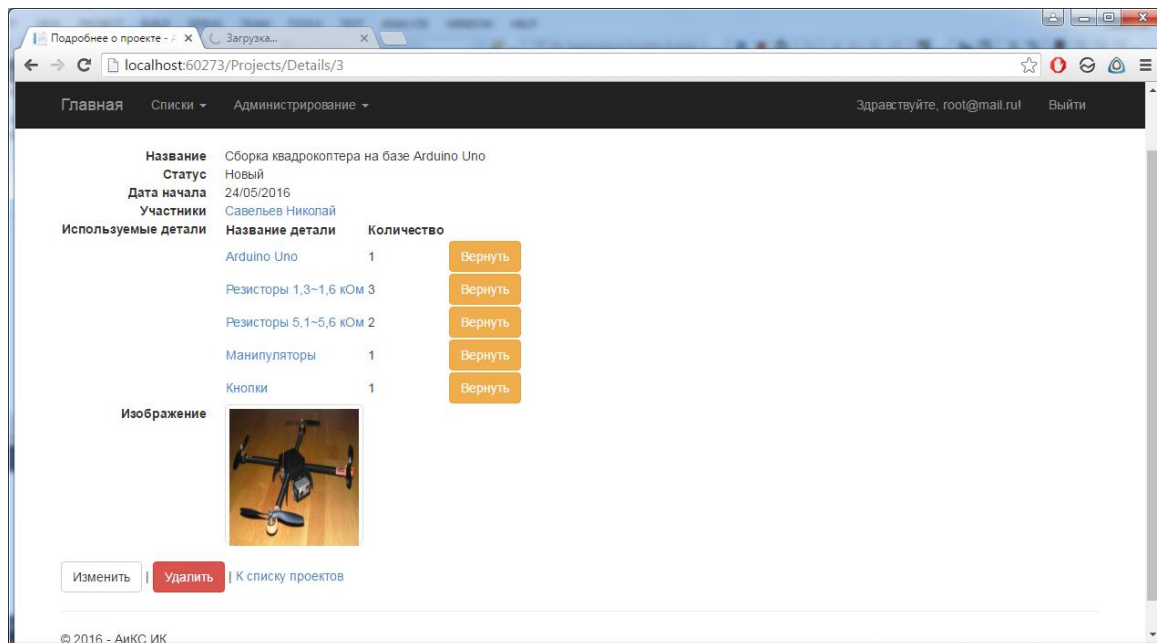 Подробнее о проекте - А
Загрузка...
localhost:60273/Projects/Details/3
Главная Списки Администрирование Здравствуйте, root@mail.ru! Выйти
Название Сборка квадрокоптера на базе Arduino Uno
Статус Новый
Дата начала 24/05/2016
Участники Савельев Николай
Используемые детали Название детали Количество
Arduino Uno 1 Вернуть
Резисторы 1,3~1,6 кОм 3 Вернуть
Резисторы 5,1~5,6 кОм 2 Вернуть
Манипуляторы 1 Вернуть
Кнопки 1 Вернуть
Изображение
Изменить | Удалить | К списку проектов
© 2016 - АиКС ИК